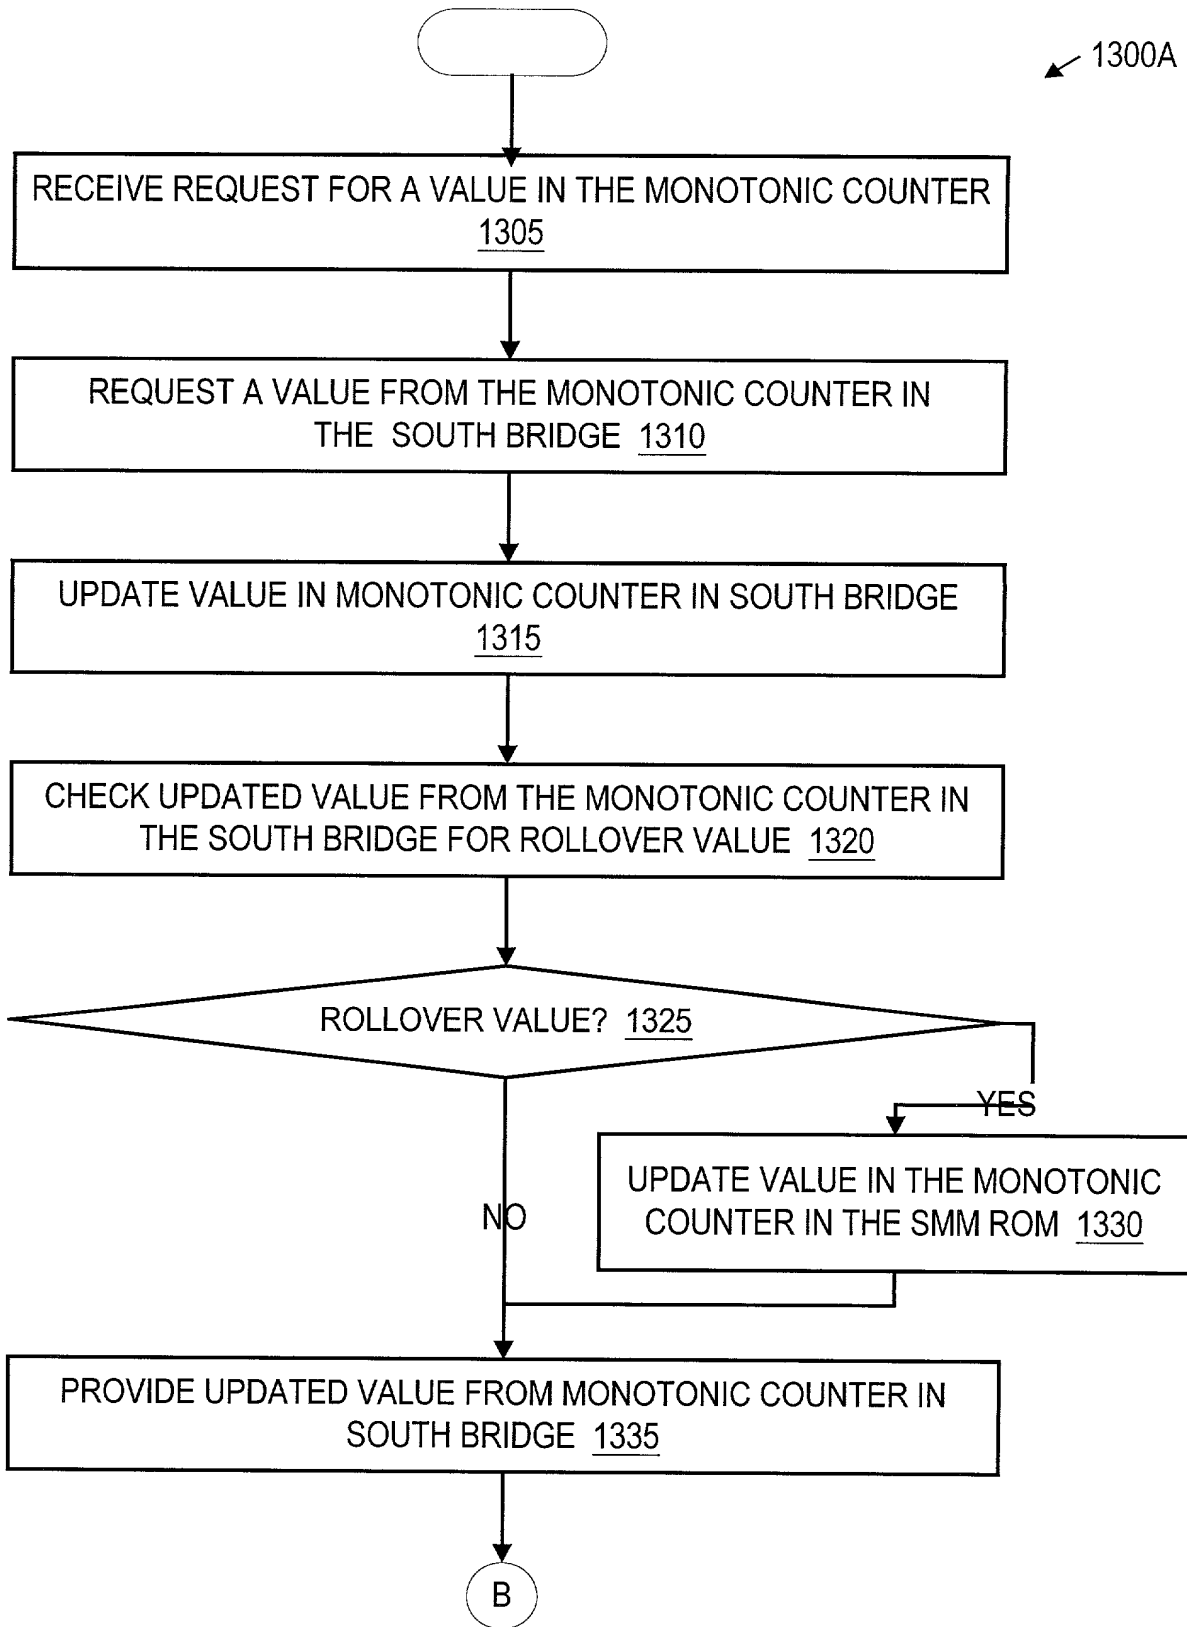 1300A
RECEIVE REQUEST FOR A VALUE IN THE MONOTONIC COUNTER
1305
REQUEST A VALUE FROM THE MONOTONIC COUNTER IN
THE SOUTH BRIDGE 1310
UPDATE VALUE IN MONOTONIC COUNTER IN SOUTH BRIDGE
1315
CHECK UPDATED VALUE FROM THE MONOTONIC COUNTER IN
THE SOUTH BRIDGE FOR ROLLOVER VALUE 1320
ROLLOVER VALUE? 1325
YES
UPDATE VALUE IN THE MONOTONIC
COUNTER IN THE SMM ROM 1330
NO
PROVIDE UPDATED VALUE FROM MONOTONIC COUNTER IN
SOUTH BRIDGE 1335
B